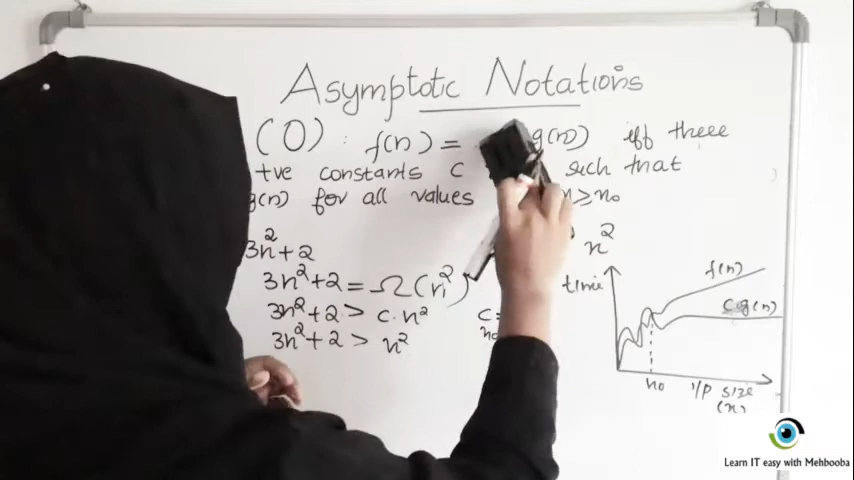 Asymptotic Notations
(O) : f(n) = g(n) iff there
+ve constants c such that
g(n) for all values n ≥ n₀
3n²+2 n²
3n²+2 = Ω(n²)
3n²+2 > c.n² c =
3n²+2 > n² n₀
time
f(n)
c g(n)
n₀ I/P size
(n)
Learn IT easy with Mehbooba